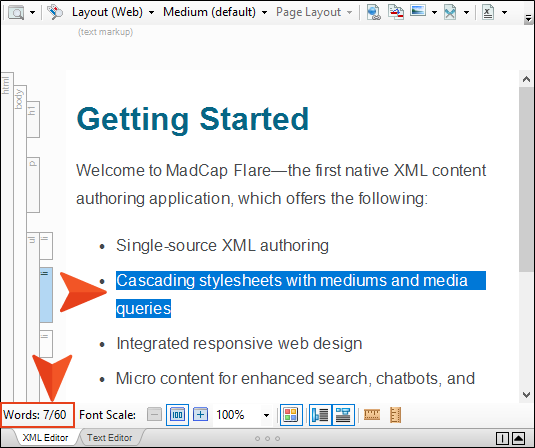 Layout (Web) Medium (default) Page Layout
(text markup)
html
body
h1
Getting Started
p
Welcome to MadCap Flare—the first native XML content
authoring application, which offers the following:
ul
li
• Single-source XML authoring
li
• Cascading stylesheets with mediums and media
queries
li
• Integrated responsive web design
• Micro content for enhanced search, chatbots, and
Words: 7/60 Font Scale: 100 100%
XML Editor Text Editor